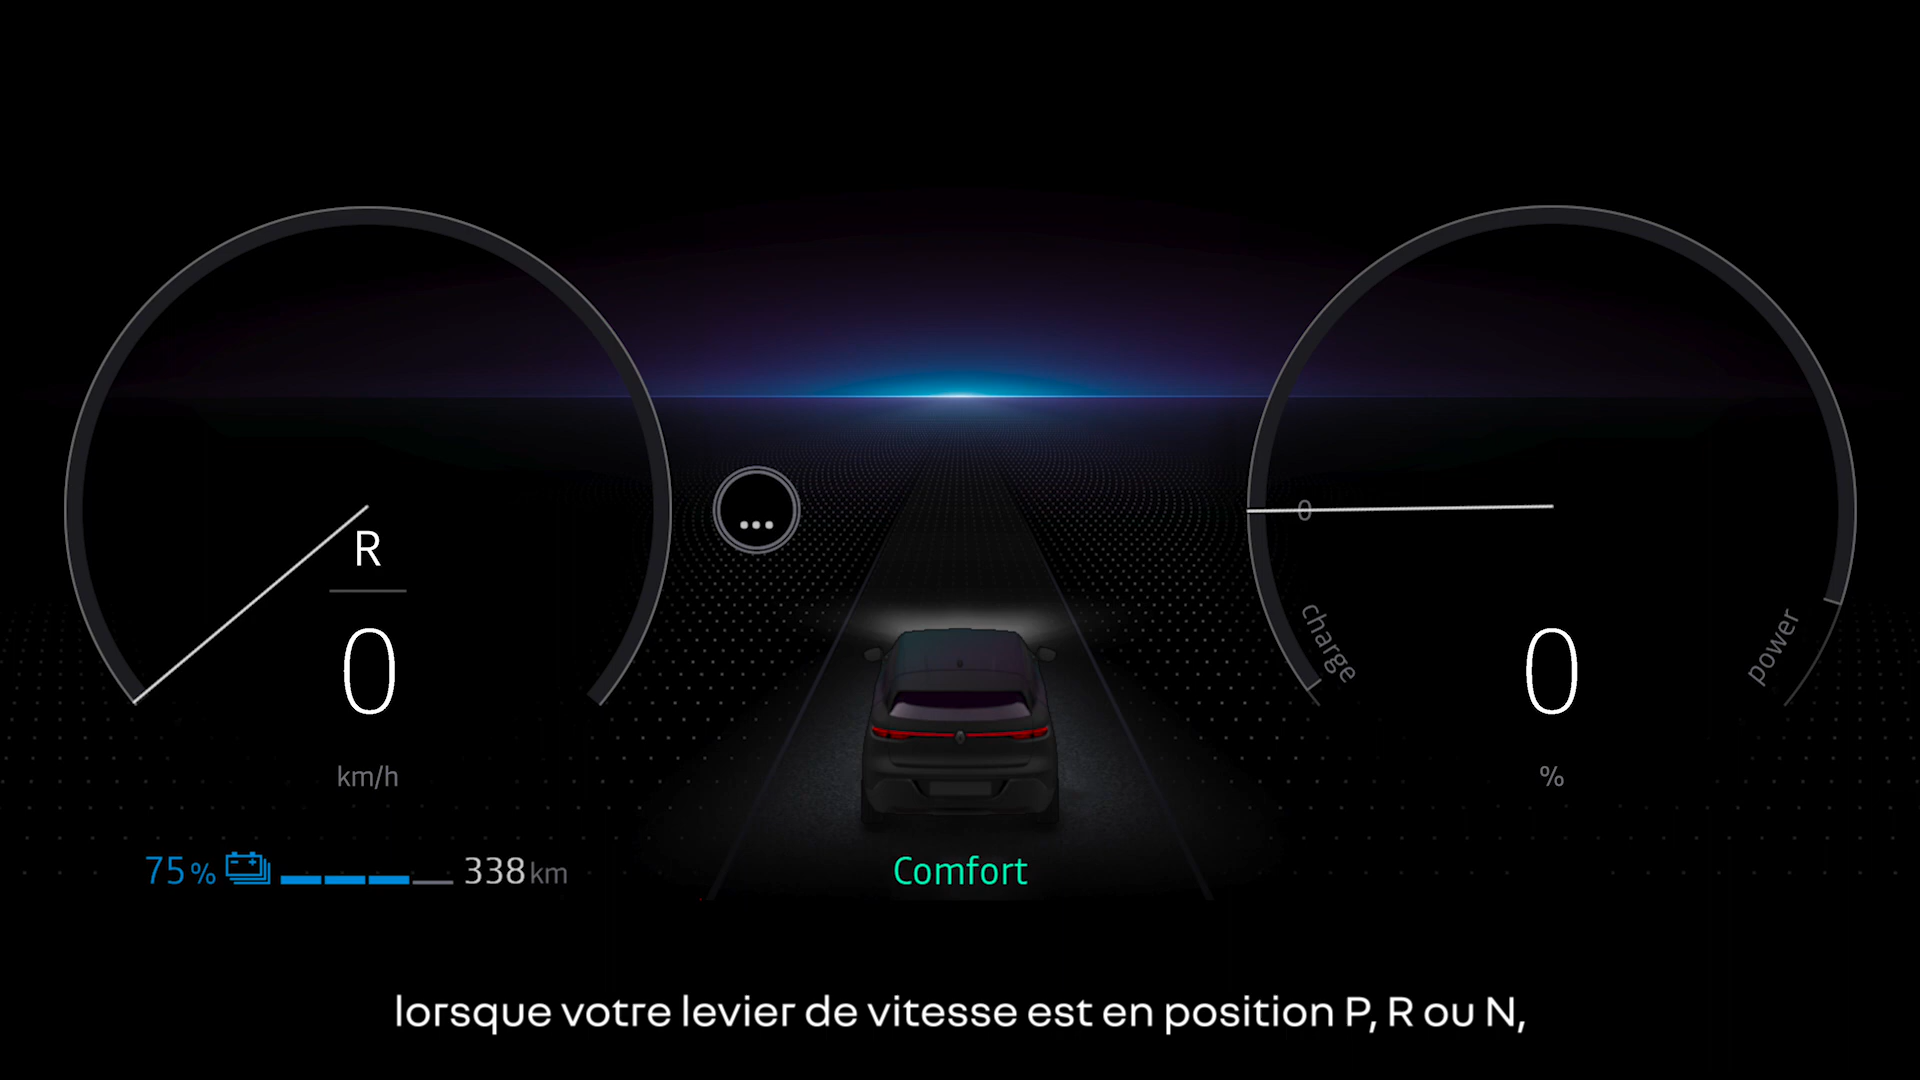 R
0
km/h
75 %
338 km
...
Comfort
0
charge
power
0
%
lorsque votre levier de vitesse est en position P, R ou N,